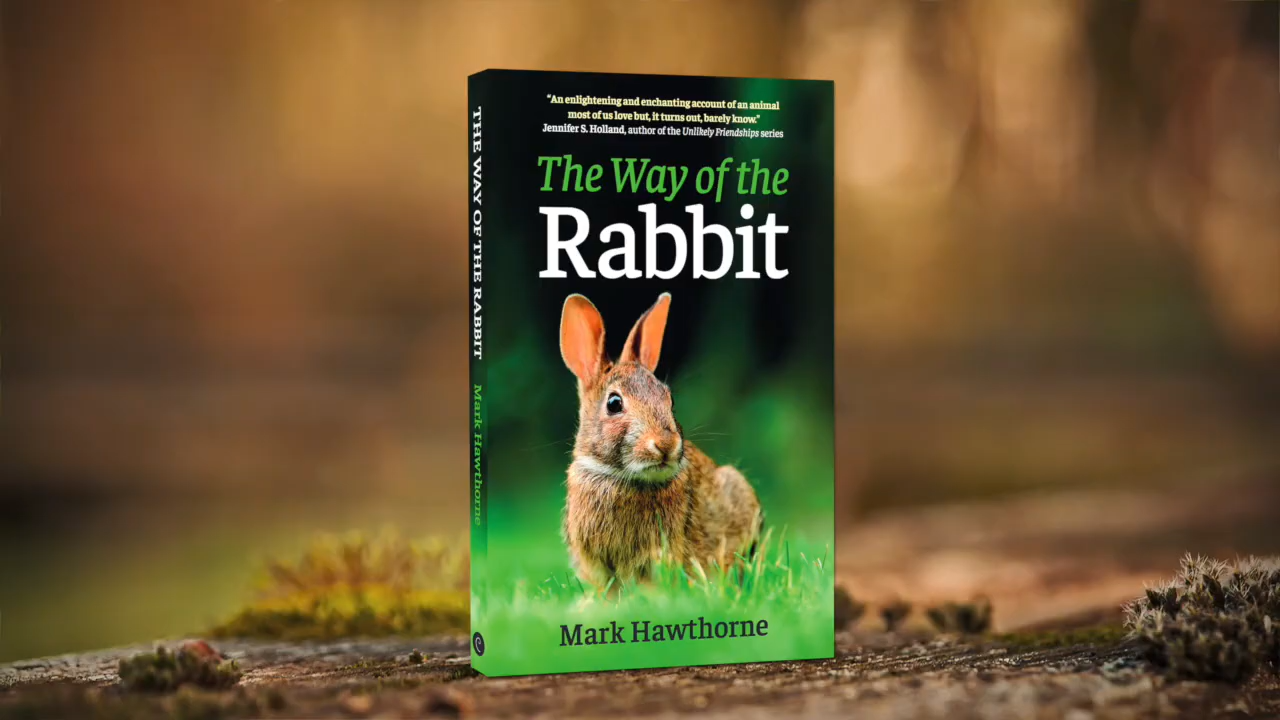 "An enlightening and enchanting account of an animal
most of us love but, it turns out, barely know."
Jennifer S. Holland, author of the Unlikely Friendships series
The Way of the
Rabbit
Mark Hawthorne
THE WAY OF THE RABBIT Mark Hawthorne